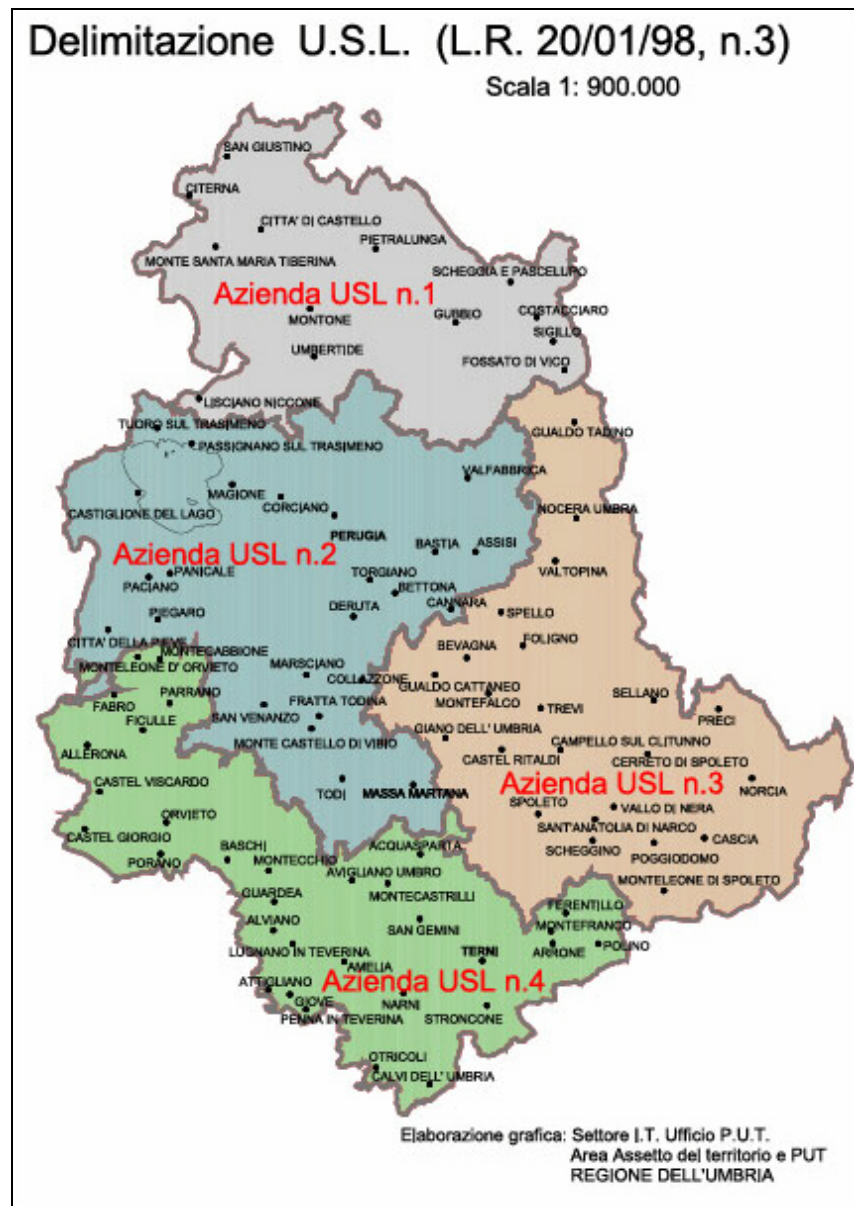 Delimitazione U.S.L. (L.R. 20/01/98, n.3)
Scala 1: 900.000
SAN GIUSTINO
CITERNA
CITTA' DI CASTELLO
PIETRALUNGA
MONTE SANTA MARIA TIBERINA
SCHEGGIA E PASCELUPO
Azienda USL n.1
MONTONE
GUBBIO
COSTACCIARO
SIGILLO
UMBERTIDE
FOSSATO DI VICO
LISCIANO NICCONE
TUORO SUL TRASIMENO
GUALDO TADINO
PASSIGNANO SUL TRASIMENO
VALFABBRICA
MAGIONE
CASTIGLIONE DEL LAGO
CORCIANO
NOCERA UMBRA
PERUGIA
Azienda USL n.2
BASTIA
ASSISI
VALTOPINA
PANICALE
PACIANO
TORGIANO
BETTONA
DERUTA
CANNARA
SPELLO
PIEGARO
CITTA' DELLA PIEVE
FOLIGNO
MONTEGABBIONE
BEVAGNA
MONTELEONE D' ORVIETO
MARSCIANO
COLLAZZONE
GUALDO CATTANEO
PARRANO
MONTEFALCO
SELLANO
FABRO
FRATTA TODINA
TREVI
PRECI
FICULLE
SAN VENANZO
GIANO DELL' UMBRIA
ALLERONA
MONTE CASTELLO DI VIBIO
CASTEL RITALDI
CAMPELLO SUL CLITUNNO
CERRETO DI SPOLETO
Azienda USL n.3
CASTEL VISCARDO
TODI
MASSA MARTANA
NORCIA
SPOLETO
VALLO DI NERA
ORVIETO
SANT'ANATOLIA DI NARCO
CASTEL GIORGIO
BASCHI
ACQUASPARTA
SCHEGGINO
CASCIA
PORANO
MONTECCHIO
POGGIODOMO
AVIGLIANO UMBRO
MONTECASTRILLI
MONTELEONE DI SPOLETO
GUARDEA
FERENTILLO
ALVIANO
SAN GEMINI
MONTEFRANCO
LUGNANO IN TEVERINA
TERNI
ARRONE
POLINO
AMELIA
ATTIGLIANO
Azienda USL n.4
GIOVE
NARNI
PENNA IN TEVERINA
STRONCONE
OTRICOLI
CALVI DELL' UMBRIA
Elaborazione grafica: Settore I.T. Ufficio P.U.T.
Area Assetto del territorio e PUT
REGIONE DELL'UMBRIA